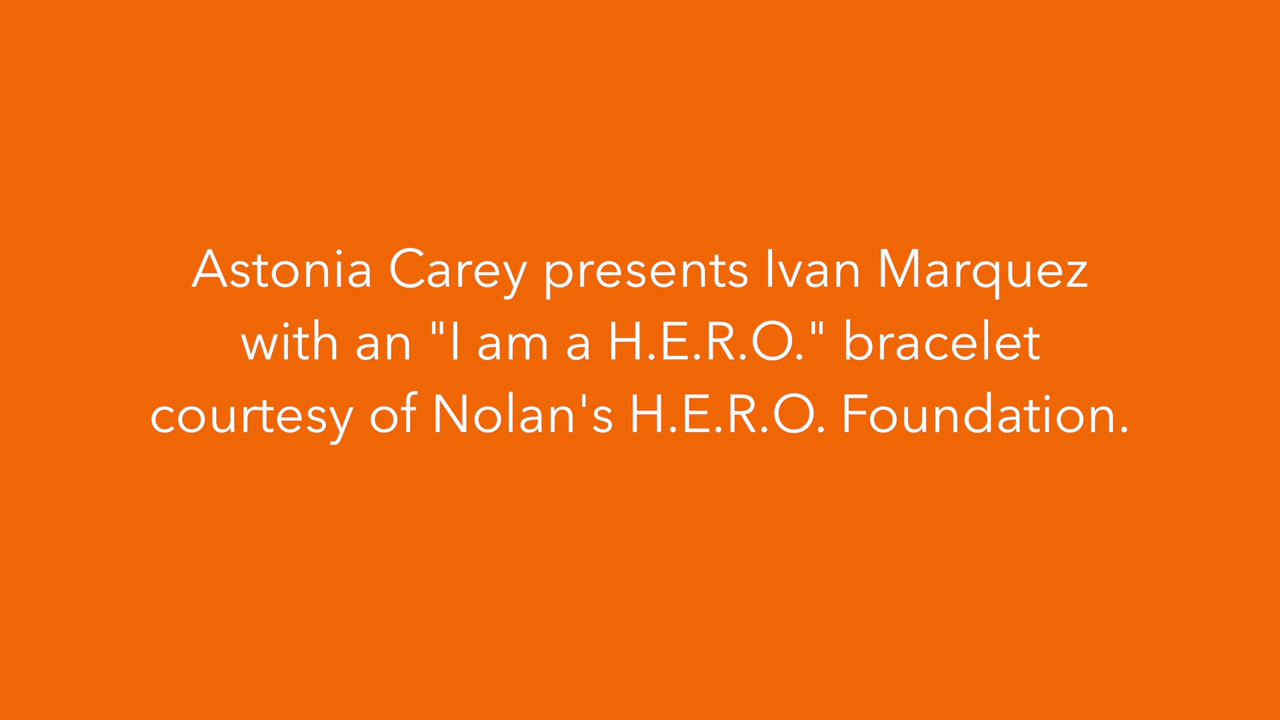 Astonia Carey presents Ivan Marquez
with an "I am a H.E.R.O." bracelet
courtesy of Nolan's H.E.R.O. Foundation.